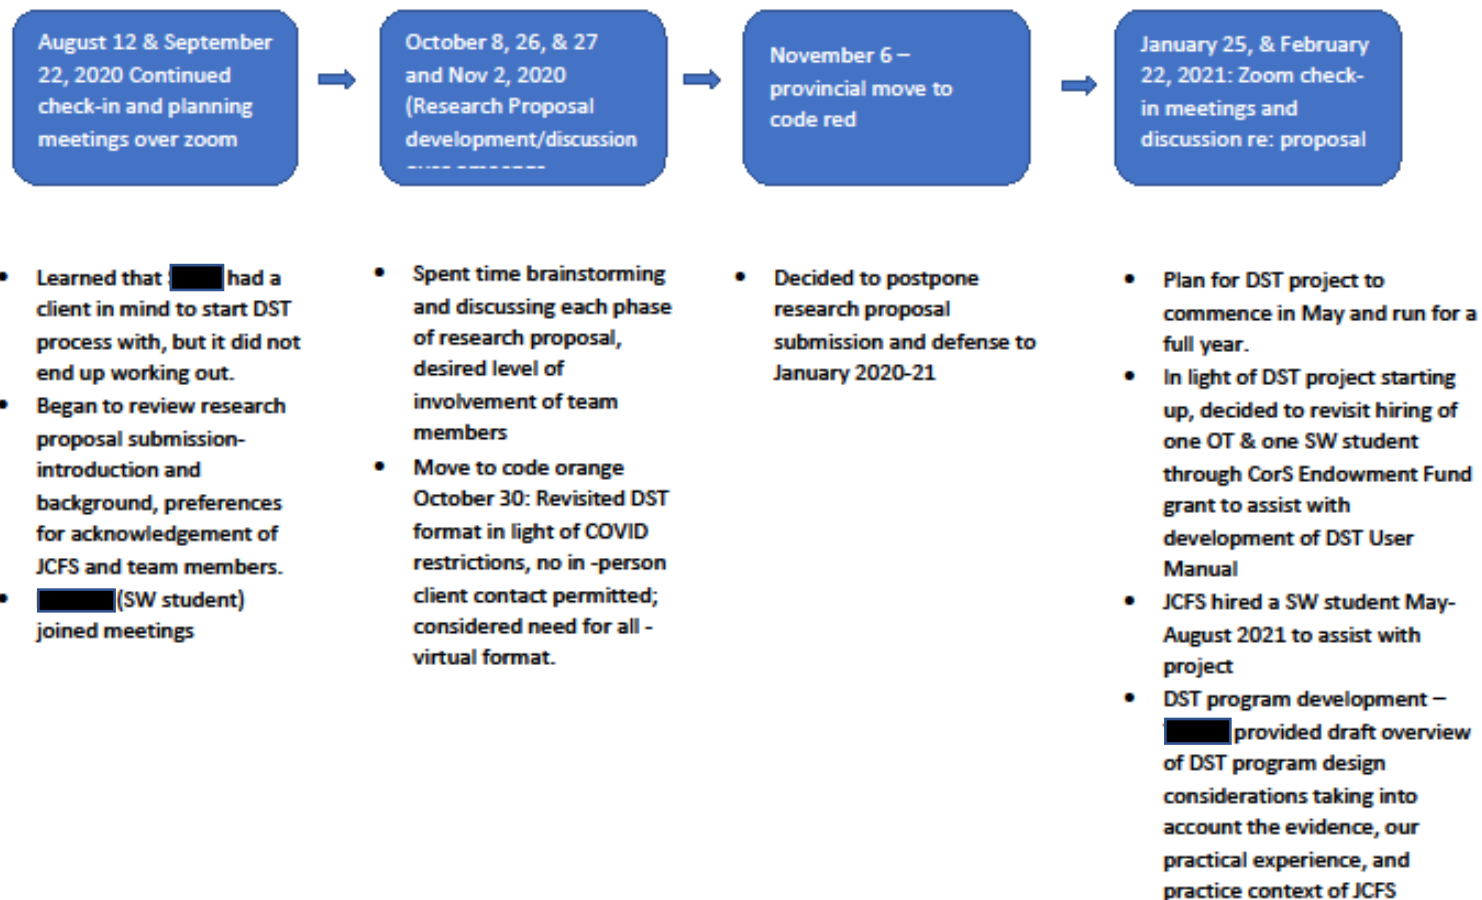 August 12 & September
22, 2020 Continued
check-in and planning
meetings over zoom
October 8, 26, & 27
and Nov 2, 2020
(Research Proposal
development/discussion
November 6 –
provincial move to
code red
January 25, & February
22, 2021: Zoom check-
in meetings and
discussion re: proposal
• Learned that had a
client in mind to start DST
process with, but it did not
end up working out.
• Began to review research
proposal submission-
introduction and
background, preferences
for acknowledgement of
JCFS and team members.
• (SW student)
joined meetings
• Spent time brainstorming
and discussing each phase
of research proposal,
desired level of
involvement of team
members
• Move to code orange
October 30: Revisited DST
format in light of COVID
restrictions, no in -person
client contact permitted;
considered need for all -
virtual format.
• Decided to postpone
research proposal
submission and defense to
January 2020-21
• Plan for DST project to
commence in May and run for a
full year.
• In light of DST project starting
up, decided to revisit hiring of
one OT & one SW student
through CorS Endowment Fund
grant to assist with
development of DST User
Manual
• JCFS hired a SW student May-
August 2021 to assist with
project
• DST program development –
provided draft overview
of DST program design
considerations taking into
account the evidence, our
practical experience, and
practice context of JCFS